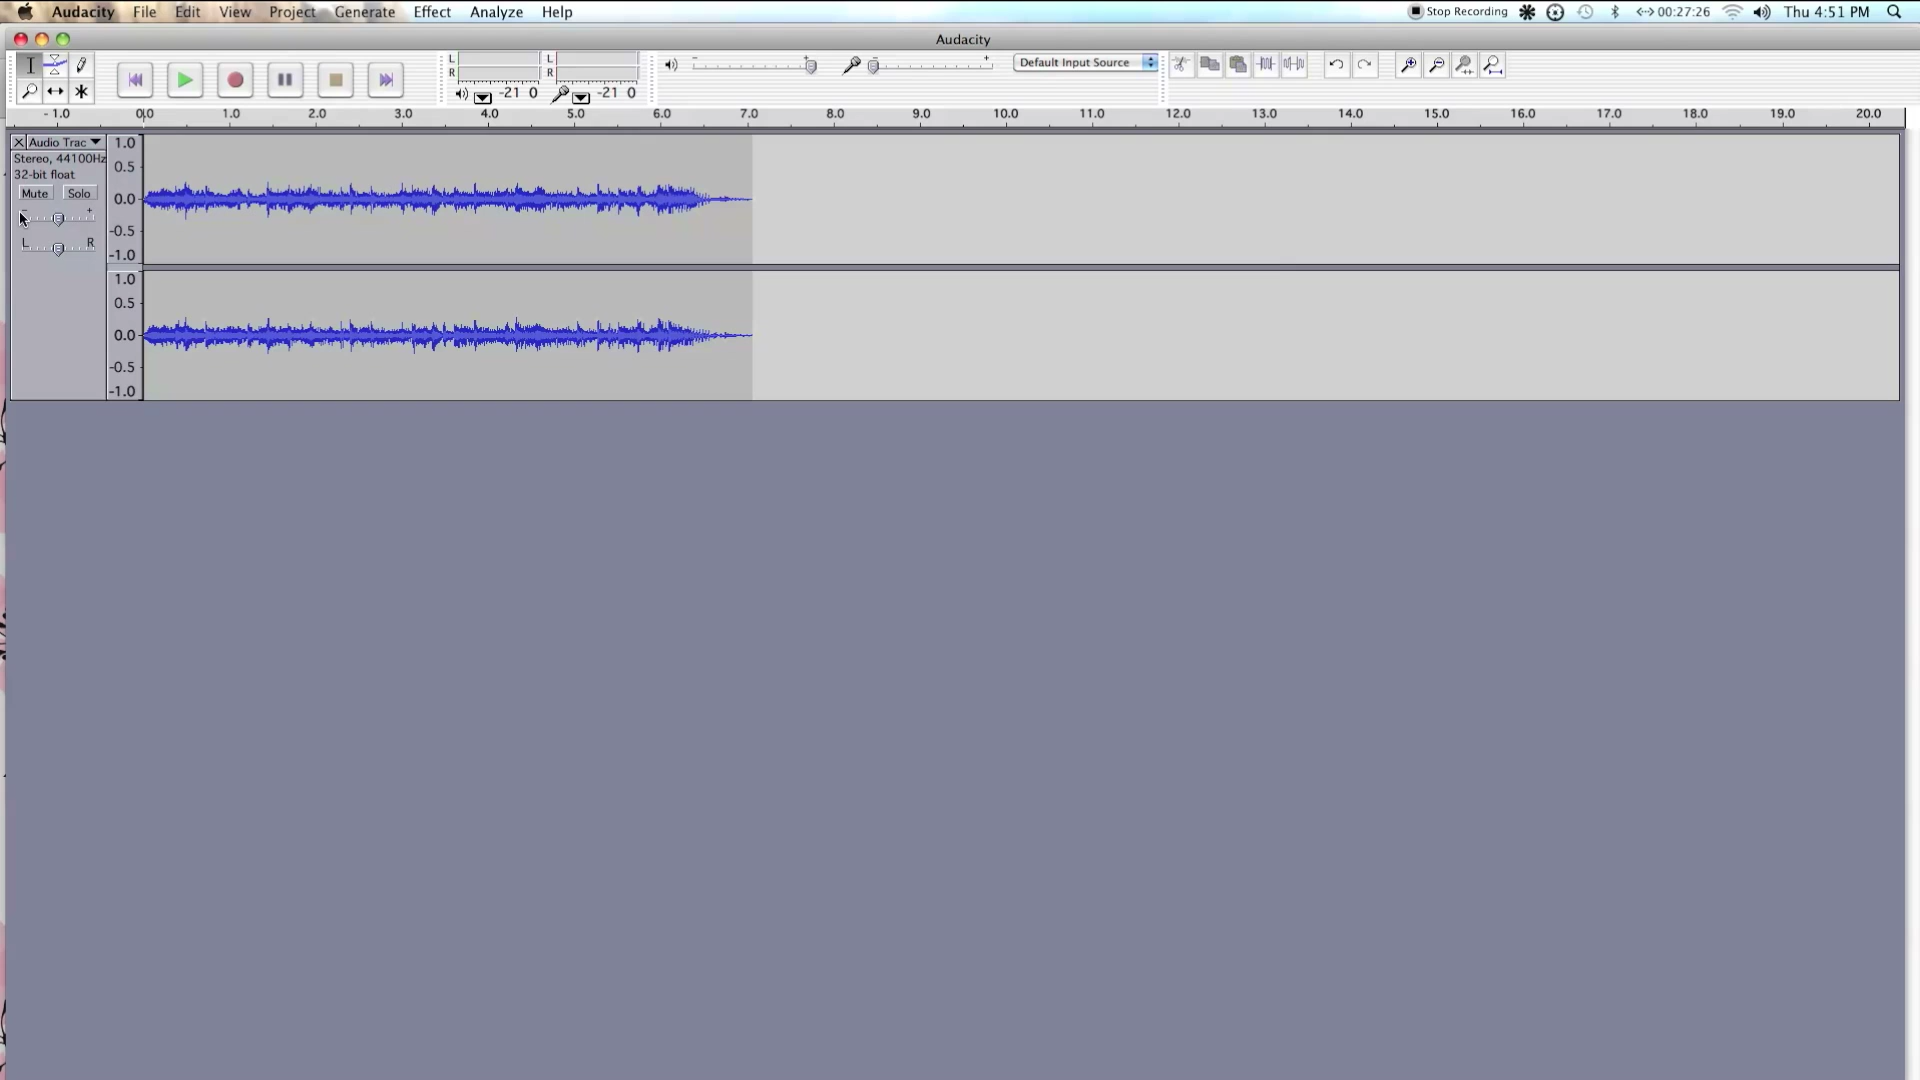 Audacity File Edit View Project Generate Effect Analyze Help Stop Recording 00:27:26 Thu 4:51 PM
Audacity
L L
R R
Default Input Source
-21 0 -21 0
- 1.0 0.0 1.0 2.0 3.0 4.0 5.0 6.0 7.0 8.0 9.0 10.0 11.0 12.0 13.0 14.0 15.0 16.0 17.0 18.0 19.0 20.0
Audio Trac
Stereo, 44100Hz
32-bit float
Mute Solo
- +
L R
1.0
0.5
0.0
-0.5
-1.0
1.0
0.5
0.0
-0.5
-1.0